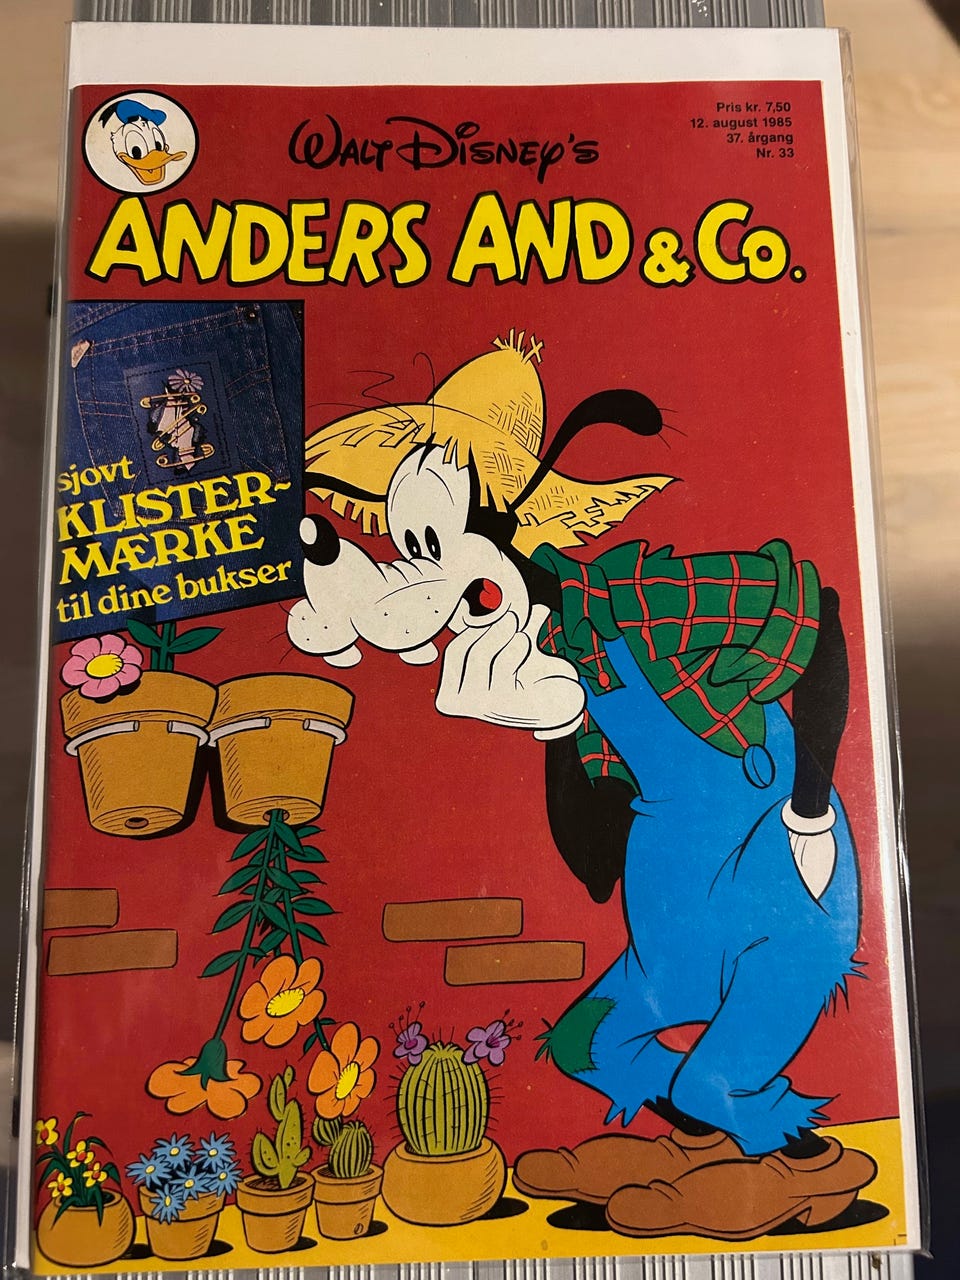 Pris kr. 7,50
12. august 1985
37. årgang
Nr. 33
WALT DISNEY'S
ANDERS AND & Co.
sjovt
KLISTER-
MÆRKE
til dine bukser